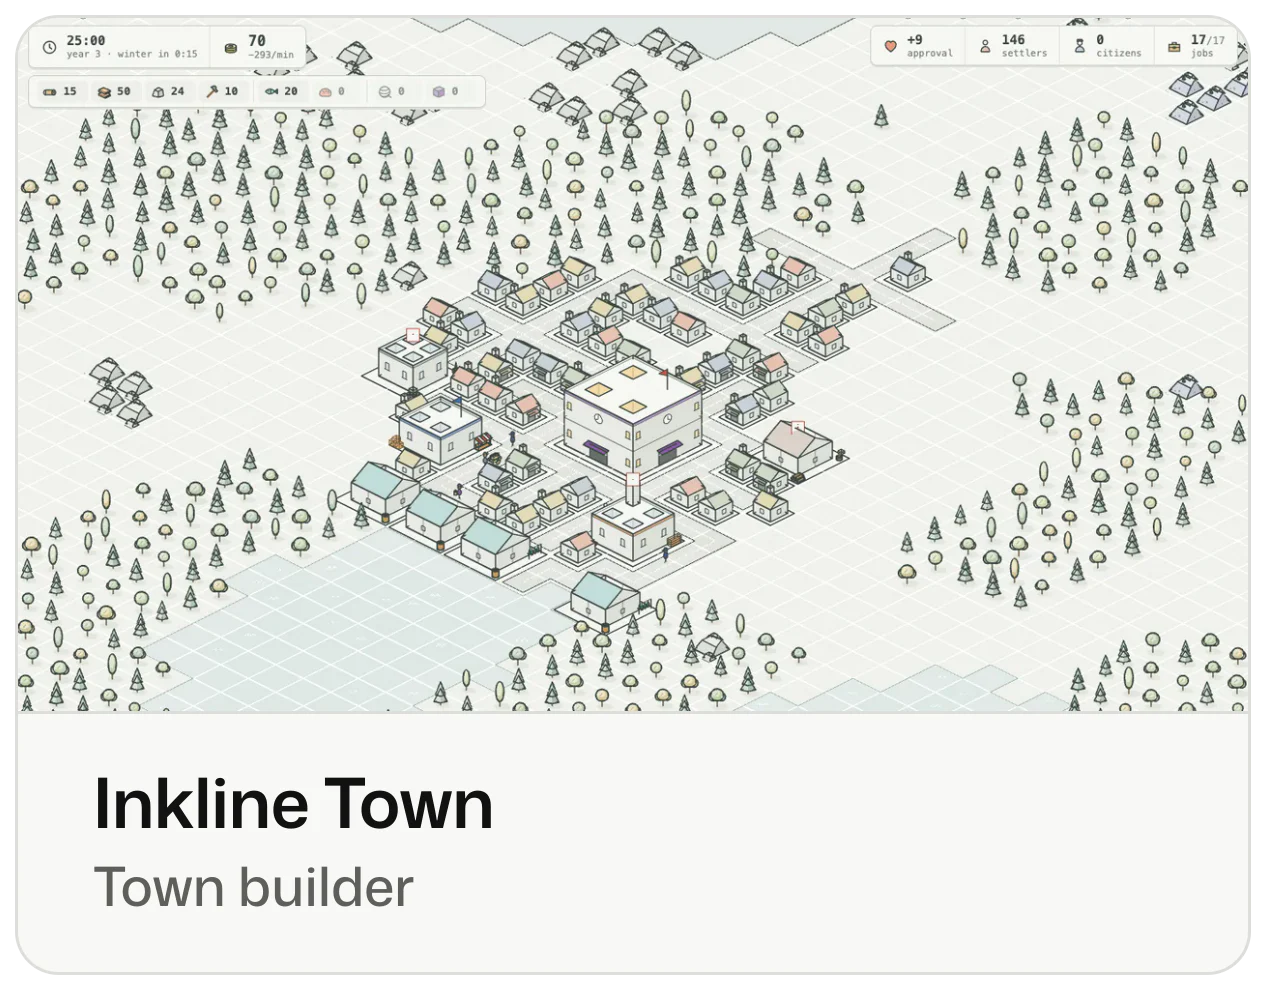 25:00
year 3 · winter in 0:15
70
−293/min
+9
approval
146
settlers
0
citizens
17/17
jobs
15 50 24 10 20 0 0 0
Inkline Town
Town builder